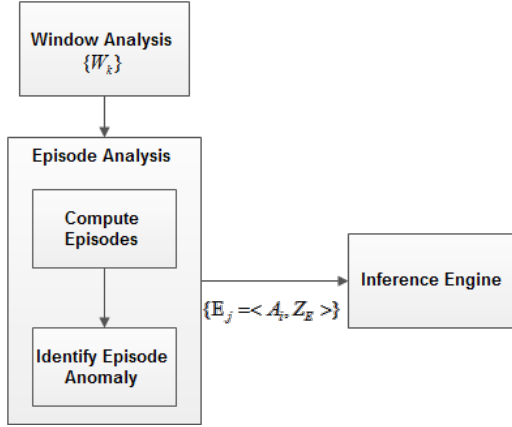 Window Analysis
{W_k}
Episode Analysis
Compute
Episodes
{𝔼_j =< A_i, Z_E >}
Inference Engine
Identify Episode
Anomaly